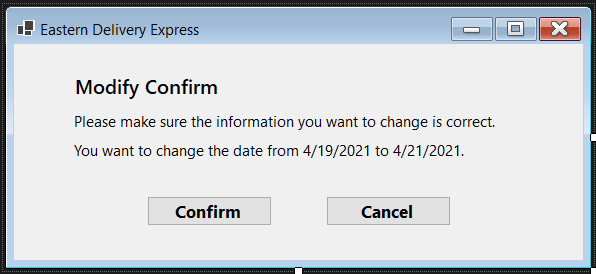 Eastern Delivery Express
Modify Confirm
Please make sure the information you want to change is correct.
You want to change the date from 4/19/2021 to 4/21/2021.
Confirm Cancel